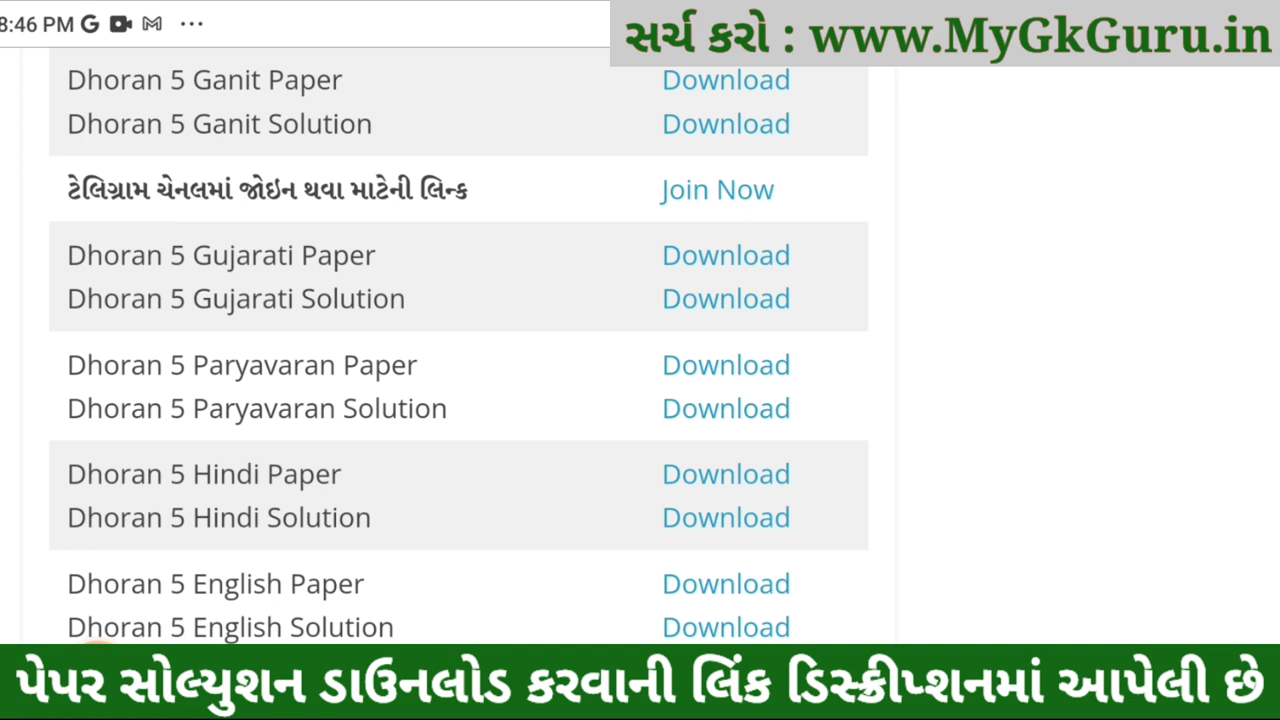 8:46 PM
સર્ચ કરો : www.MyGkGuru.in
Dhoran 5 Ganit Paper Download
Dhoran 5 Ganit Solution Download
ટેલિગ્રામ ચેનલમાં જોઇન થવા માટેની લિન્ક Join Now
Dhoran 5 Gujarati Paper Download
Dhoran 5 Gujarati Solution Download
Dhoran 5 Paryavaran Paper Download
Dhoran 5 Paryavaran Solution Download
Dhoran 5 Hindi Paper Download
Dhoran 5 Hindi Solution Download
Dhoran 5 English Paper Download
Dhoran 5 English Solution Download
પેપર સોલ્યુશન ડાઉનલોડ કરવાની લિંક ડિસ્ક્રીપ્શનમાં આપેલી છે